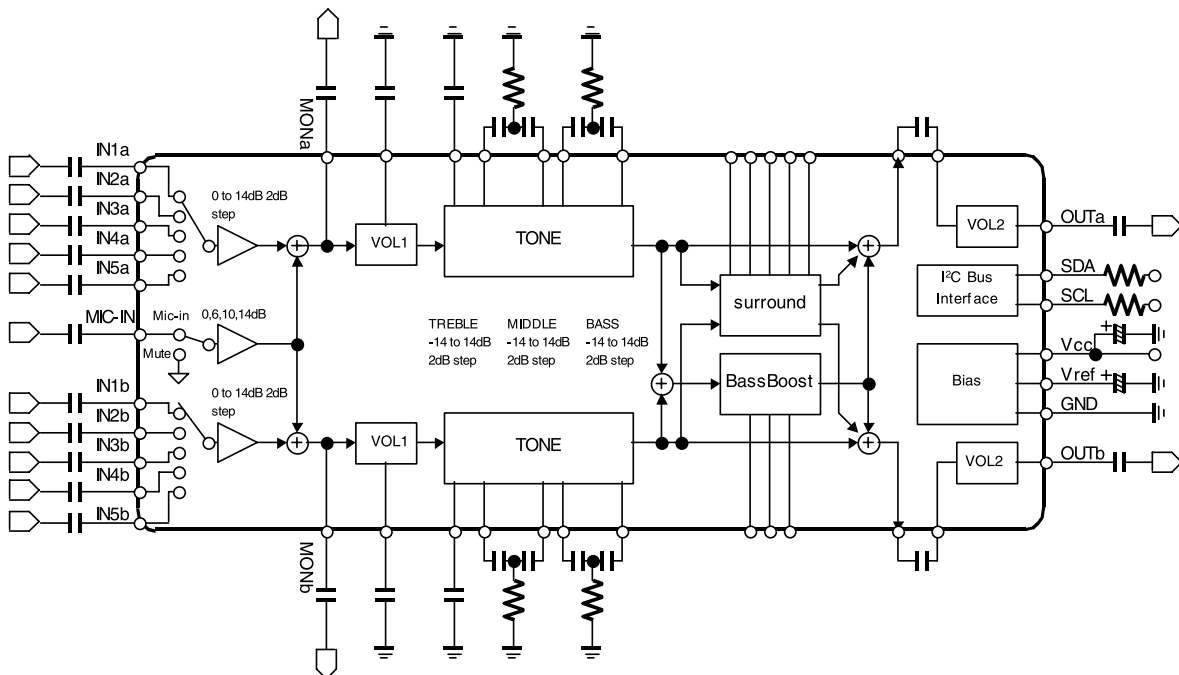 MONa
IN1a
IN2a
IN3a
IN4a
IN5a
0 to 14dB 2dB
step
VOL1
TONE
VOL2
OUTa
I²C Bus
Interface
SDA
SCL
surround
MIC-IN
Mic-in
Mute
0,6,10,14dB
TREBLE
-14 to 14dB
2dB step
MIDDLE
-14 to 14dB
2dB step
BASS
-14 to 14dB
2dB step
BassBoost
Bias
Vcc
+
Vref
+
GND
IN1b
IN2b
IN3b
IN4b
IN5b
0 to 14dB 2dB
step
VOL1
TONE
VOL2
OUTb
MONb